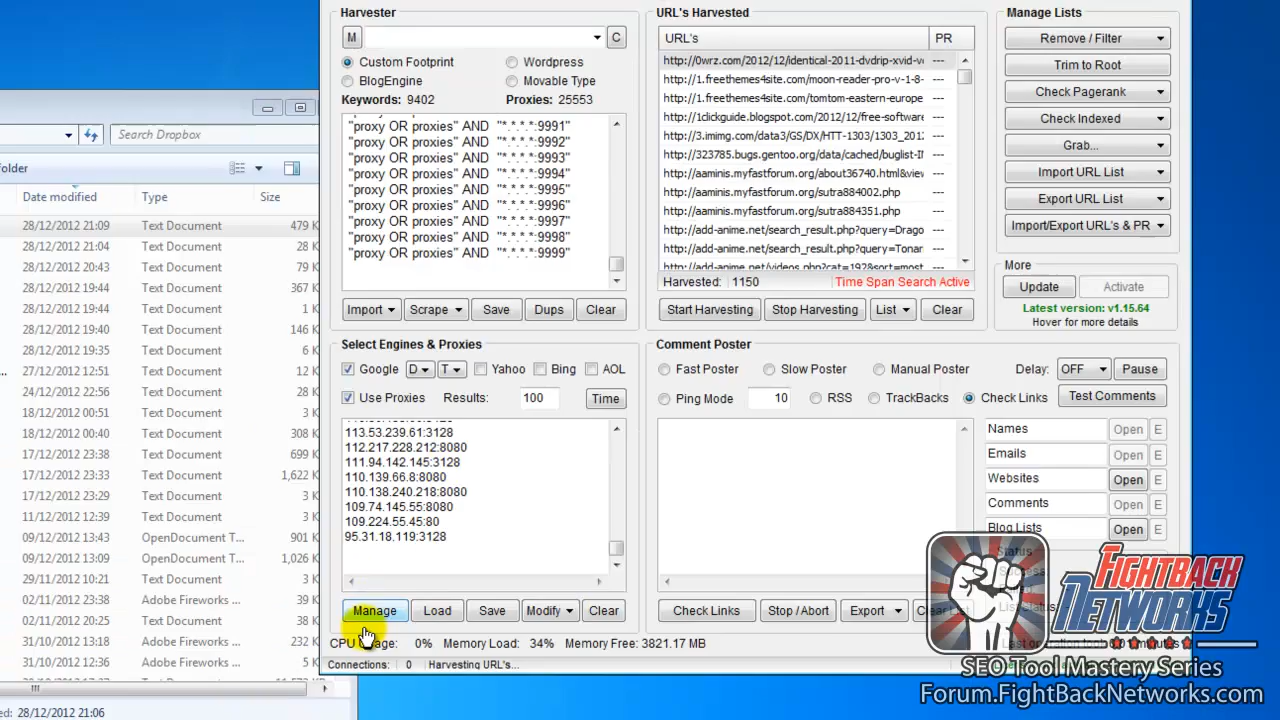 Search Dropbox
folder
Date modified Type Size
28/12/2012 21:09 Text Document 479 K
28/12/2012 21:04 Text Document 28 K
28/12/2012 20:43 Text Document 79 K
28/12/2012 19:44 Text Document 367 K
28/12/2012 19:44 Text Document 1 K
28/12/2012 19:40 Text Document 146 K
28/12/2012 19:35 Text Document 6 K
27/12/2012 12:51 Text Document 12 K
24/12/2012 22:56 Text Document 28 K
18/12/2012 00:51 Text Document 3 K
18/12/2012 00:40 Text Document 308 K
17/12/2012 23:38 Text Document 699 K
17/12/2012 23:33 Text Document 1,622 K
17/12/2012 23:29 Text Document 3 K
11/12/2012 12:39 Text Document 3 K
09/12/2012 13:43 OpenDocument T... 901 K
09/12/2012 13:09 OpenDocument T... 1,026 K
29/11/2012 10:21 Text Document 3 K
02/11/2012 23:38 Adobe Fireworks ... 39 K
02/11/2012 20:25 Text Document 38 K
31/10/2012 13:18 Adobe Fireworks ... 41 K
31/10/2012 12:36 Adobe Fireworks ... 5 K
ed: 28/12/2012 21:06
Harvester
M C
Custom Footprint Wordpress
BlogEngine Movable Type
Keywords: 9402 Proxies: 25553
"proxy OR proxies" AND "*.*.*.*:9991"
"proxy OR proxies" AND "*.*.*.*:9992"
"proxy OR proxies" AND "*.*.*.*:9993"
"proxy OR proxies" AND "*.*.*.*:9994"
"proxy OR proxies" AND "*.*.*.*:9995"
"proxy OR proxies" AND "*.*.*.*:9996"
"proxy OR proxies" AND "*.*.*.*:9997"
"proxy OR proxies" AND "*.*.*.*:9998"
"proxy OR proxies" AND "*.*.*.*:9999"
Import Scrape Save Dups Clear
URL's Harvested
URL's PR
http://0wrz.com/2012/12/identical-2011-dvdrip-xvid-v ---
http://1.freethemes4site.com/moon-reader-pro-v-1-8- ---
http://1.freethemes4site.com/tomtom-eastern-europe ---
http://1clickguide.blogspot.com/2012/12/free-software ---
http://3.imimg.com/data3/SS/DX/HTT-1303/1303_2012 ---
http://323785.bugs.gentoo.org/data/cached/buglist-I ---
http://aaminis.myfastforum.org/about36740.html&view ---
http://aaminis.myfastforum.org/sutra884002.php ---
http://aaminis.myfastforum.org/sutra884351.php ---
http://add-anime.net/search_result.php?query=Drago ---
http://add-anime.net/search_result.php?query=Tonar ---
http://add-anime.net/videos.php?cat=192&sort=most ---
Harvested: 1150 Time Span Search Active
Start Harvesting Stop Harvesting List Clear
Manage Lists
Remove / Filter
Trim to Root
Check Pagerank
Check Indexed
Grab...
Import URL List
Export URL List
Import/Export URL's & PR
More
Update Activate
Latest version: v1.15.64
Hover for more details
Select Engines & Proxies
Google D T Yahoo Bing AOL
Use Proxies Results: 100 Time
113.53.239.61:3128
112.217.228.212:8080
111.94.142.145:3128
110.139.66.8:8080
110.138.240.218:8080
109.74.145.55:8080
109.224.55.45:80
95.31.18.119:3128
Manage Load Save Modify Clear
Comment Poster
Fast Poster Slow Poster Manual Poster Delay: OFF Pause
Ping Mode 10 RSS TrackBacks Check Links Test Comments
Names Open E
Emails Open E
Websites Open E
Comments Open E
Blog Lists Open E
Status
Check Links Stop / Abort Export Clear List
CPU Usage: 0% Memory Load: 34% Memory Free: 3821.17 MB
Connections: 0 Harvesting URL's...
FIGHTBACK
NETWORKS
SEO Tool Mastery Series
Forum.FightBackNetworks.com